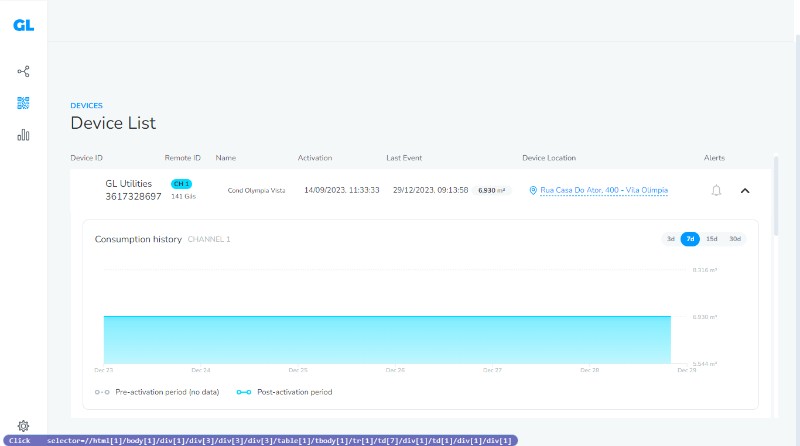 GL
DEVICES
Device List
Device ID Remote ID Name Activation Last Event Device Location Alerts
GL Utilities
3617328697
CH 1
141 Gás
Cond Olympia Vista
14/09/2023, 11:33:33
29/12/2023, 09:13:58
6.930 m³
Rua Casa Do Ator, 400 - Vila Olímpia
Consumption history CHANNEL 1
3d 7d 15d 30d
8.316 m³
6.930 m³
5.544 m³
Dec 23 Dec 24 Dec 25 Dec 26 Dec 27 Dec 28 Dec 29
Pre-activation period (no data) Post-activation period
Click selector=//html[1]/body[1]/div[1]/div[3]/div[3]/div[3]/table[1]/tbody[1]/tr[1]/td[7]/div[1]/td[1]/div[1]/div[1]